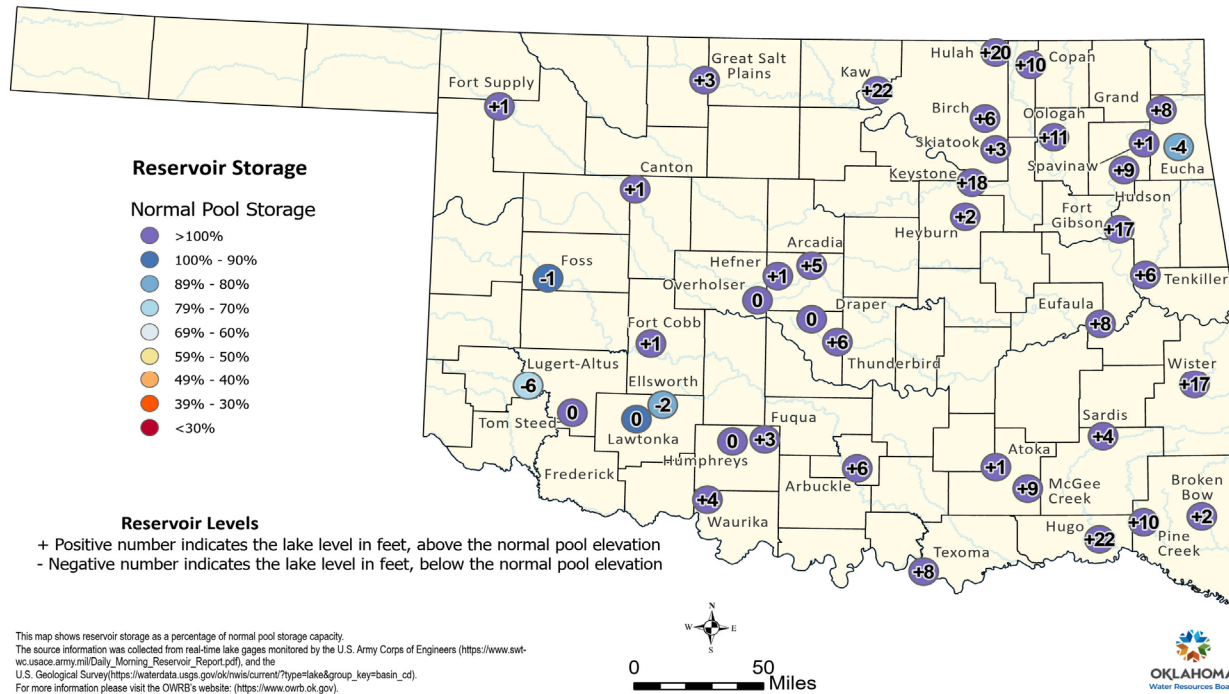 Hulah
+20
+10
Copan
Great Salt
Plains
+3
Kaw
+22
Fort Supply
+1
Birch
+6
Oologah
+11
Grand
+8
Skiatook
+3
Spavinaw
+1
-4
Eucha
Canton
+1
Keystone
+18
+9
Hudson
Heyburn
+2
Fort
Gibson
+17
Foss
-1
Hefner
+1
Arcadia
+5
Overholser
0
+6
Tenkiller
Draper
0
Eufaula
+8
Fort Cobb
+1
+6
Thunderbird
Lugert-Altus
-6
Ellsworth
-2
Wister
+17
Tom Steed
0
0
Lawtonka
Fuqua
+3
0
Humphreys
Sardis
+4
Frederick
Arbuckle
+6
Atoka
+1
+9
McGee
Creek
Broken
Bow
+2
+4
Waurika
Hugo
+22
+10
Pine
Creek
Texoma
+8
Reservoir Storage
Normal Pool Storage
>100%
100% - 90%
89% - 80%
79% - 70%
69% - 60%
59% - 50%
49% - 40%
39% - 30%
<30%
Reservoir Levels
+ Positive number indicates the lake level in feet, above the normal pool elevation
- Negative number indicates the lake level in feet, below the normal pool elevation
This map shows reservoir storage as a percentage of normal pool storage capacity.
The source information was collected from real-time lake gages monitored by the U.S. Army Corps of Engineers (https://www.swt-
wc.usace.army.mil/Daily_Morning_Reservoir_Report.pdf), and the
U.S. Geological Survey(https://waterdata.usgs.gov/ok/nwis/current/?type=lake&group_key=basin_cd).
For more information please visit the OWRB's website: (https://www.owrb.ok.gov).
N
W E
S
0 50
Miles
OKLAHOMA
Water Resources Boa